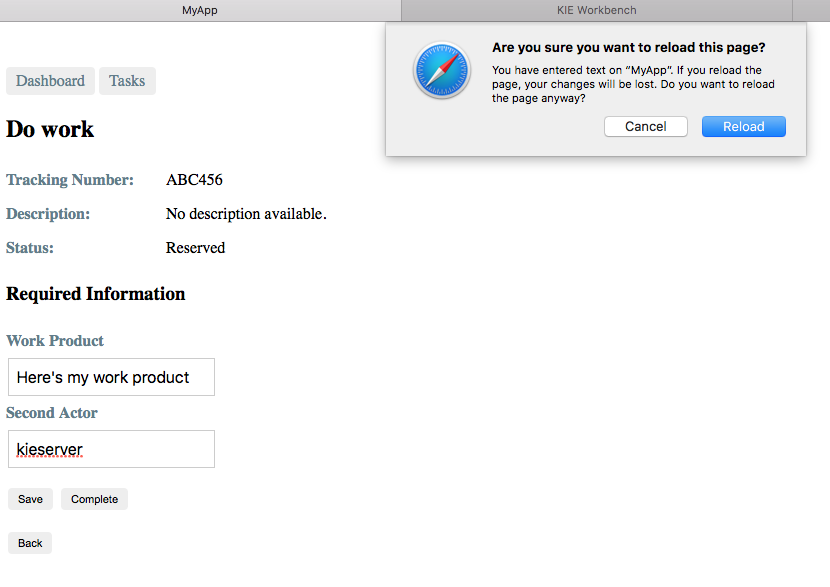 MyApp
KIE Workbench
Are you sure you want to reload this page?
You have entered text on “MyApp”. If you reload the
page, your changes will be lost. Do you want to reload
the page anyway?
Cancel
Reload
Dashboard
Tasks
Do work
Tracking Number: ABC456
Description: No description available.
Status: Reserved
Required Information
Work Product
Here's my work product
Second Actor
kieserver
Save
Complete
Back